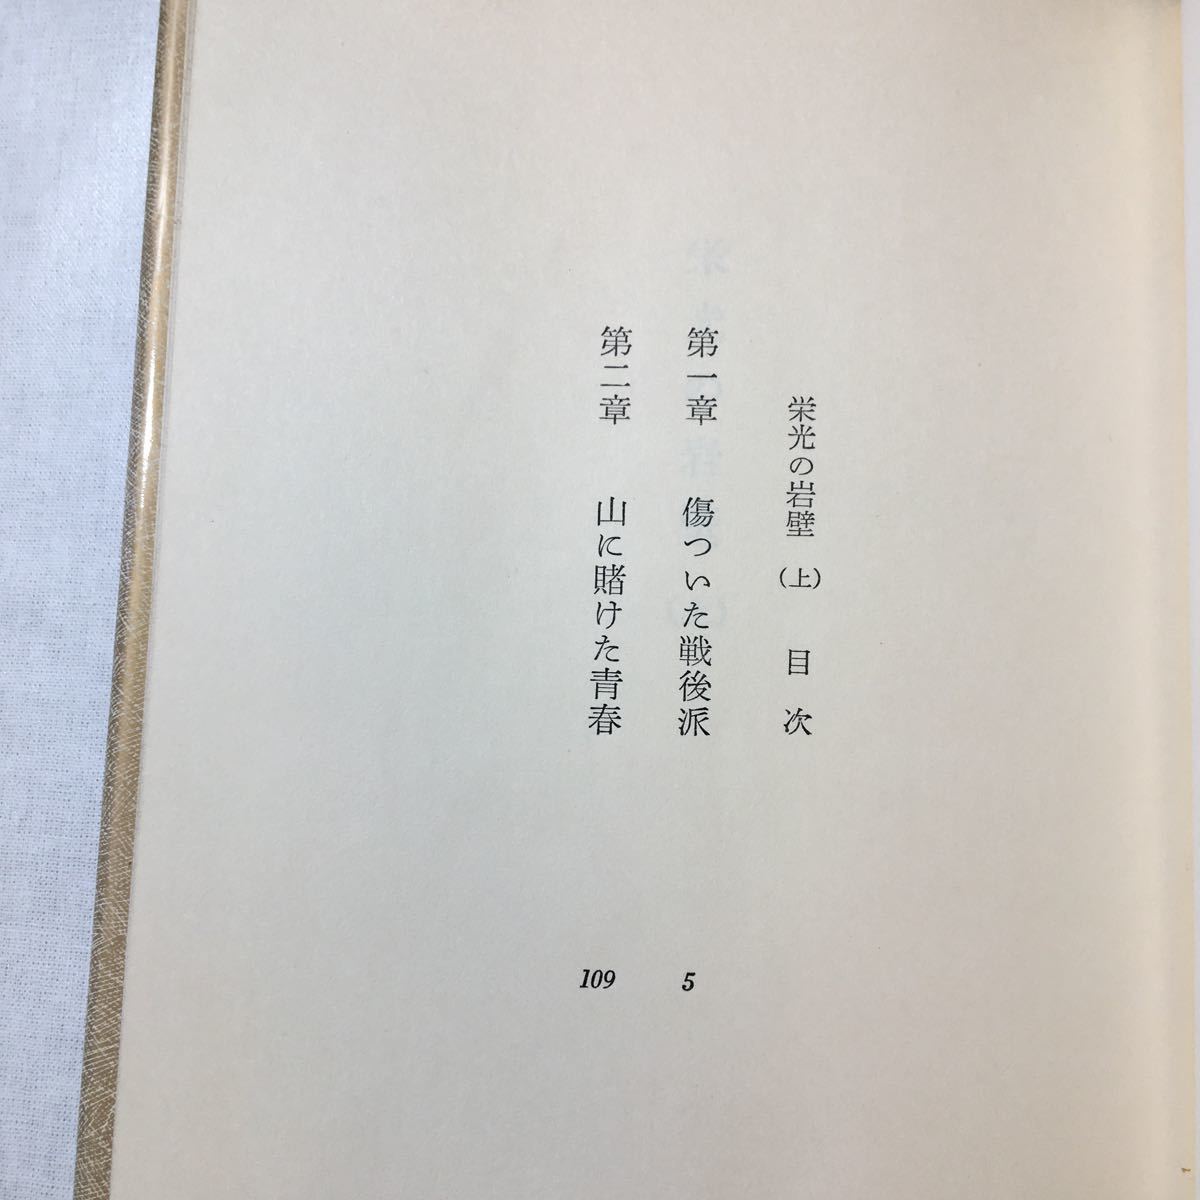 栄光の岩壁（上） 目次
第一章 傷ついた戦後派 5
第二章 山に賭けた青春 109